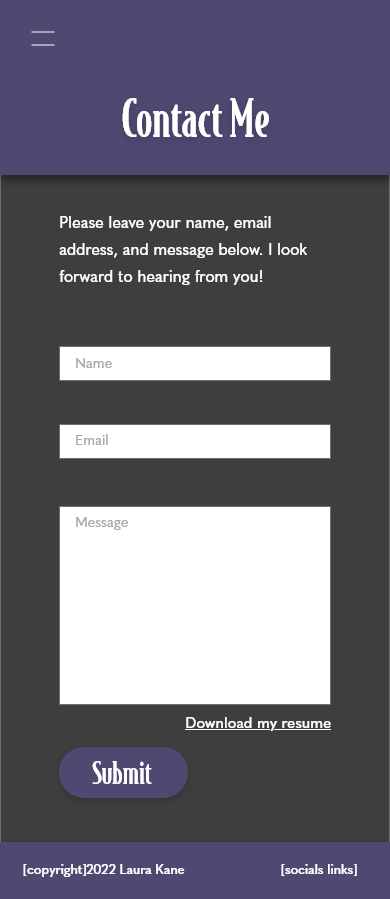 Contact Me
Please leave your name, email
address, and message below. I look
forward to hearing from you!
Name
Email
Message
Download my resume
Submit
[copyright]2022 Laura Kane
[socials links]